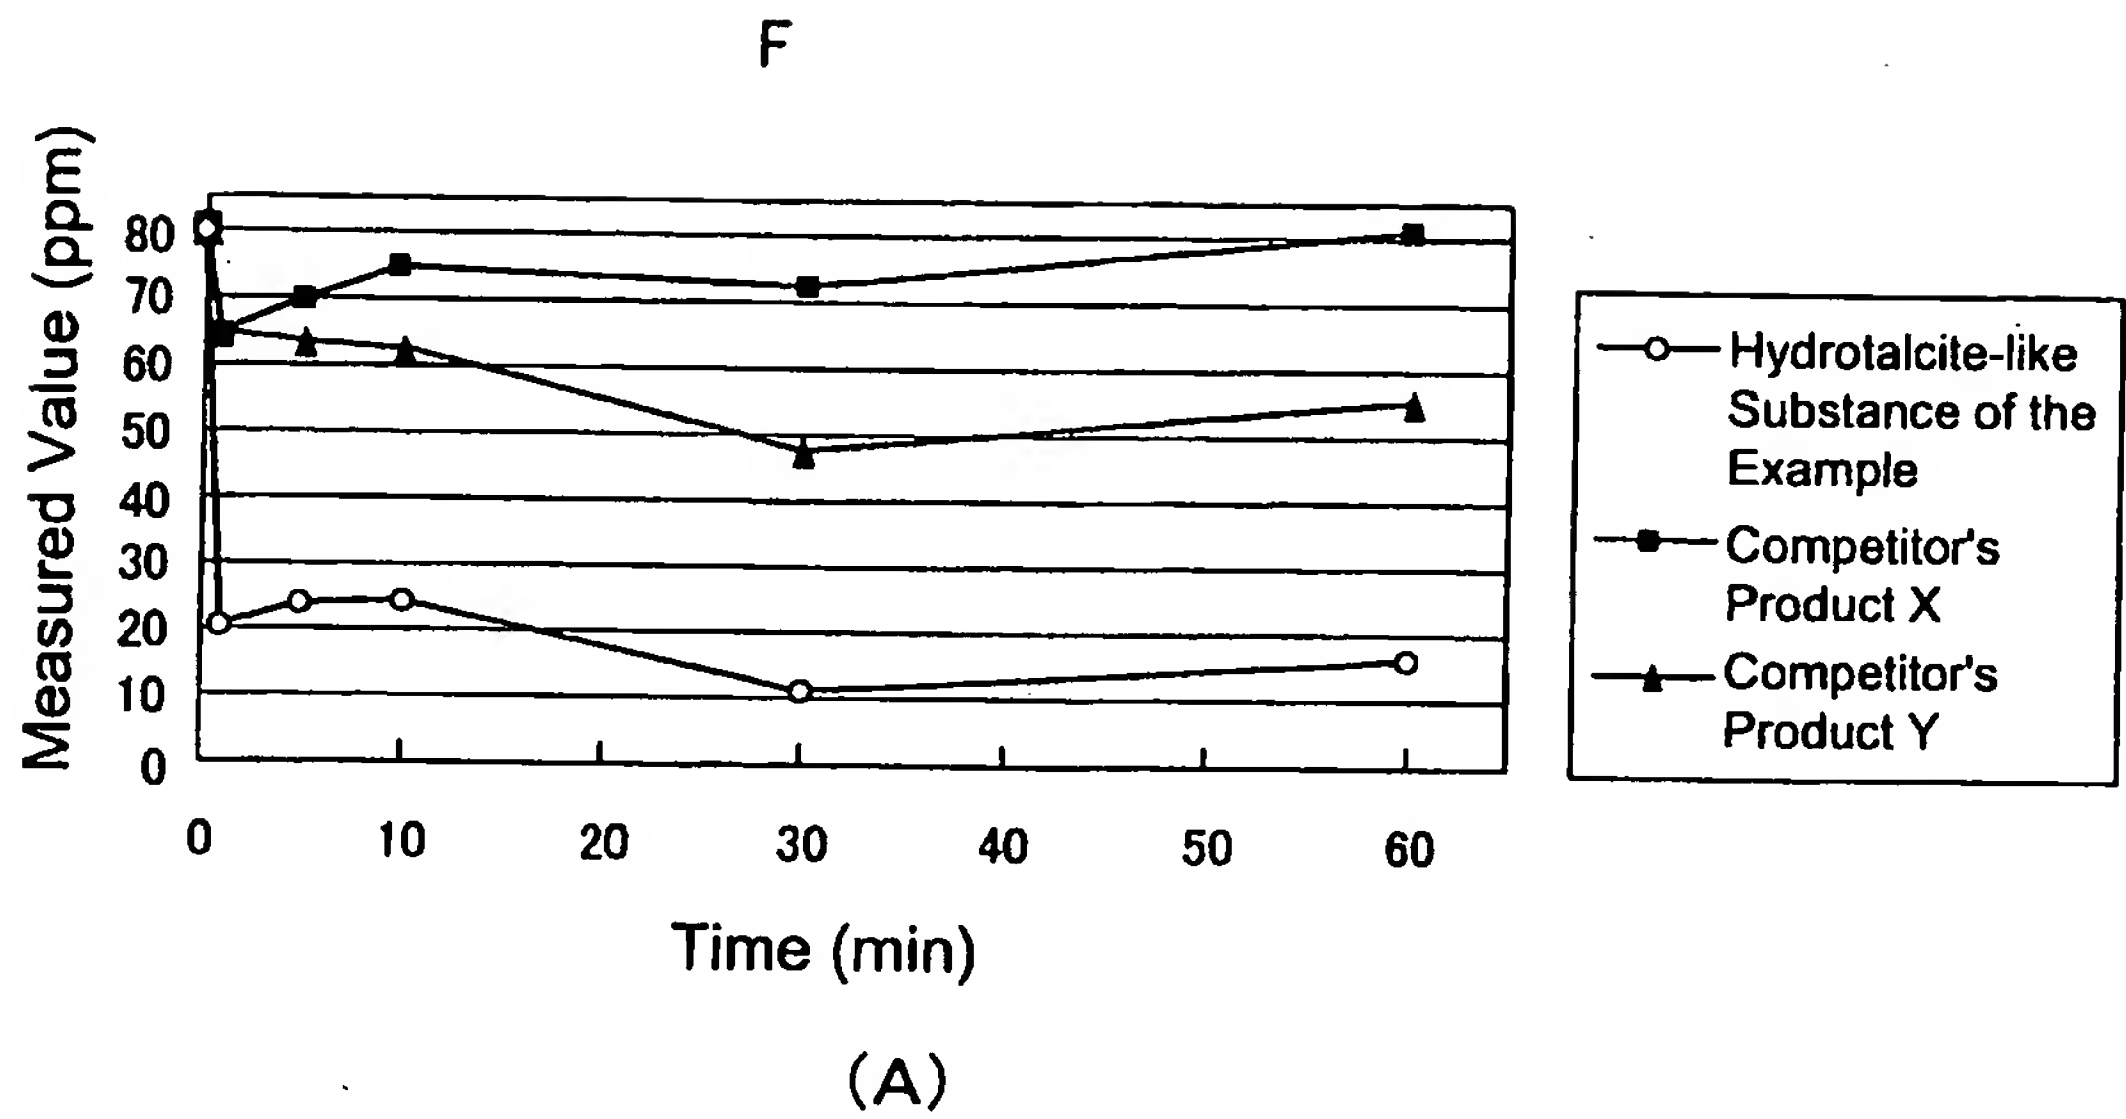 F
Measured Value (ppm)
80
70
60
50
40
30
20
10
0
0 10 20 30 40 50 60
Time (min)
Hydrotalcite-like
Substance of the
Example
Competitor's
Product X
Competitor's
Product Y
(A)